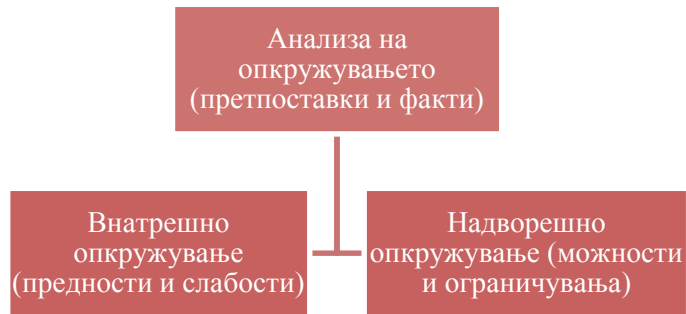 Анализа на
опкружувањето
(претпоставки и факти)
Внатрешно
опкружување
(предности и слабости)
Надворешно
опкружување (можности
и ограничувања)